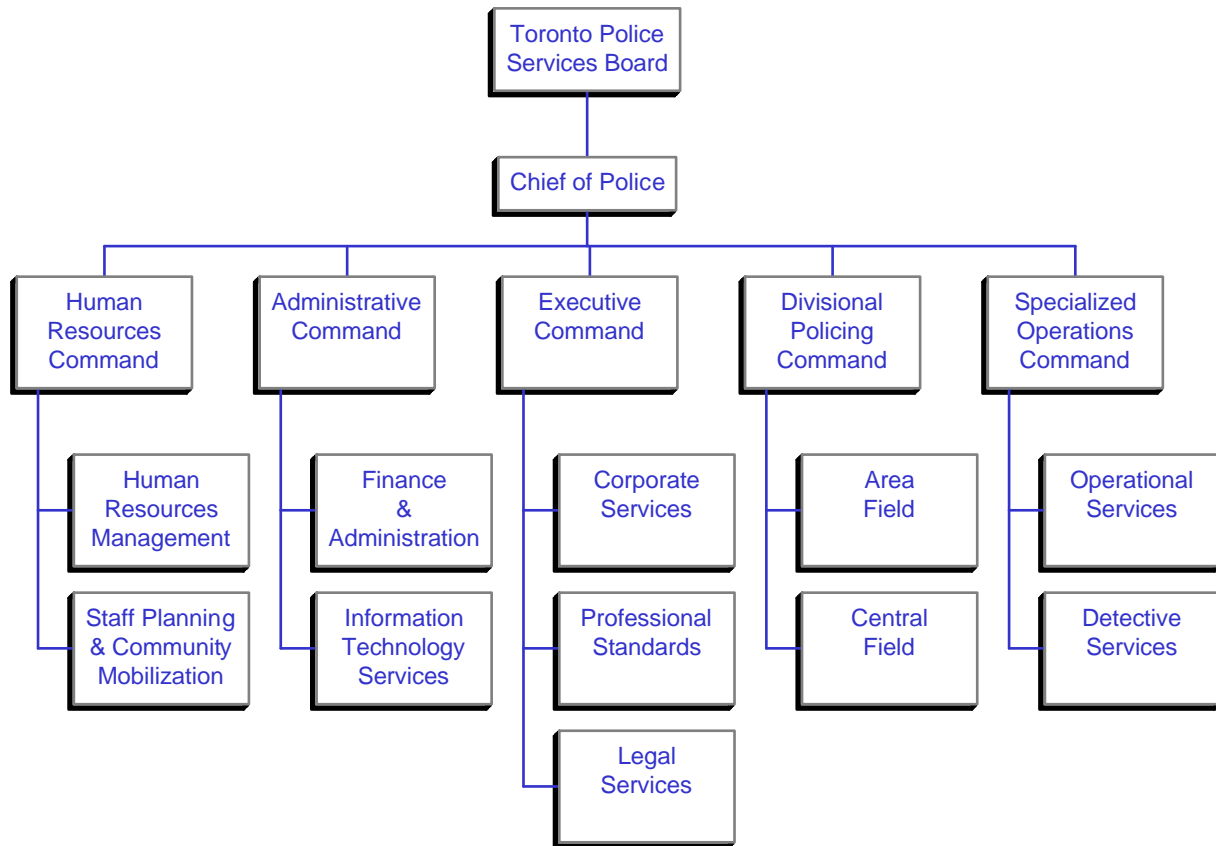 Toronto Police
Services Board
Chief of Police
Human
Resources
Command
Administrative
Command
Executive
Command
Divisional
Policing
Command
Specialized
Operations
Command
Human
Resources
Management
Finance
&
Administration
Corporate
Services
Area
Field
Operational
Services
Staff Planning
& Community
Mobilization
Information
Technology
Services
Professional
Standards
Central
Field
Detective
Services
Legal
Services